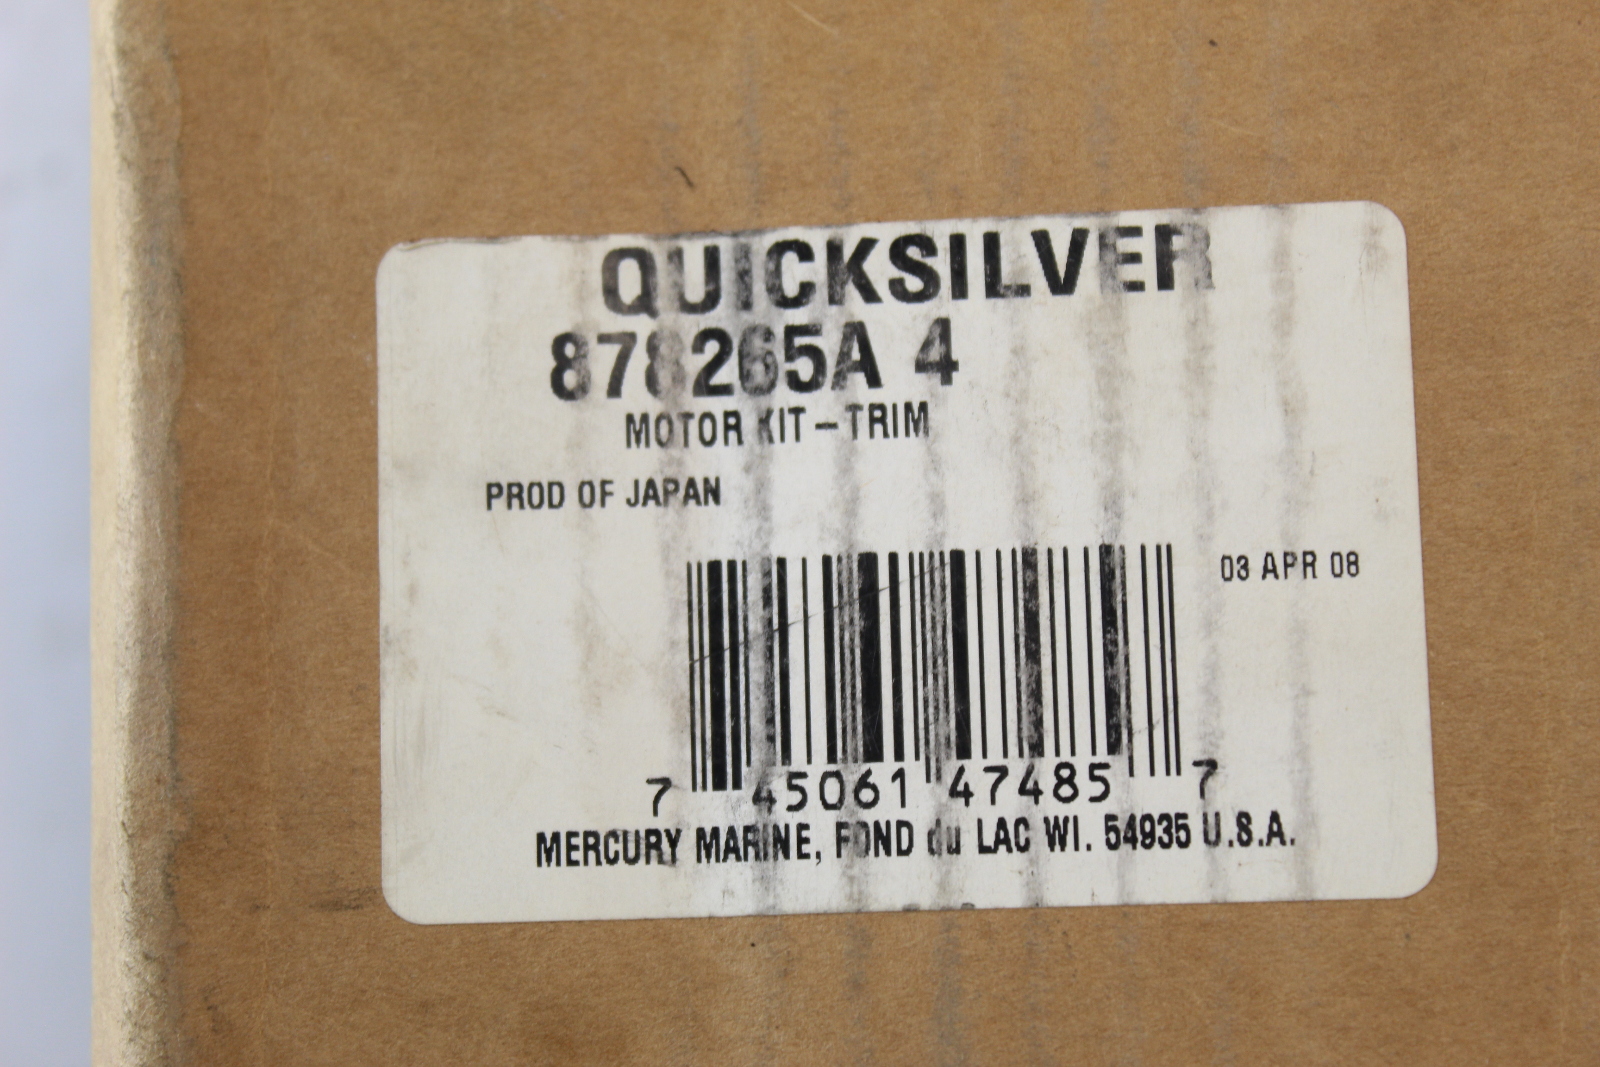 QUICKSILVER
878265A 4
MOTOR KIT-TRIM
PROD OF JAPAN
03 APR 08
7 45061 47485 7
MERCURY MARINE, FOND du LAC WI. 54935 U.S.A.